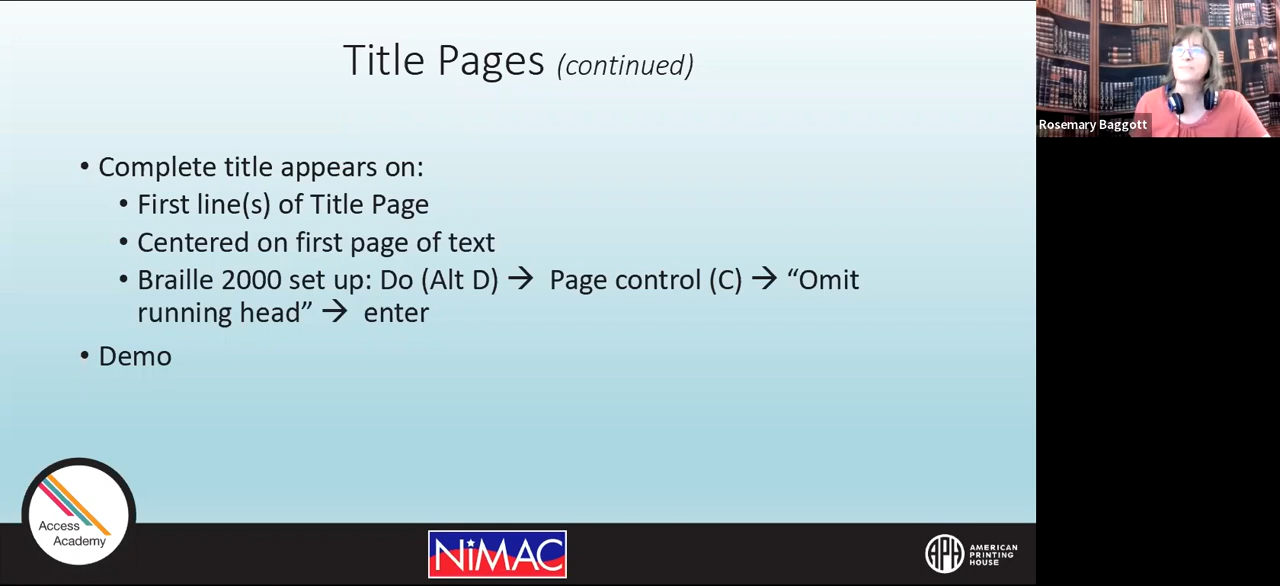 Title Pages (continued)
Rosemary Baggott
• Complete title appears on:
• First line(s) of Title Page
• Centered on first page of text
• Braille 2000 set up: Do (Alt D) → Page control (C) → “Omit
running head” → enter
• Demo
Access
Academy
NiMAC
APH
AMERICAN
PRINTING
HOUSE